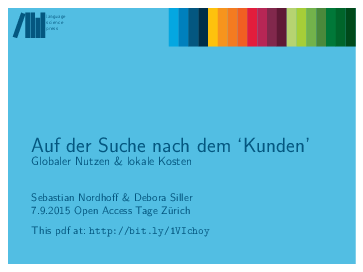 language
science
press
Auf der Suche nach dem ‘Kunden’
Globaler Nutzen & lokale Kosten
Sebastian Nordhoff & Debora Siller
7.9.2015 Open Access Tage Zürich
This pdf at: http://bit.ly/1VIcboy